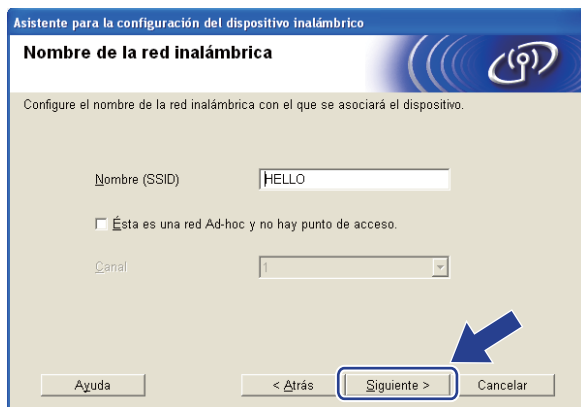 Asistente para la configuración del dispositivo inalámbrico
Nombre de la red inalámbrica
Configure el nombre de la red inalámbrica con el que se asociará el dispositivo.
Nombre (SSID)
HELLO
Ésta es una red Ad-hoc y no hay punto de acceso.
Canal
1
Ayuda
< Atrás
Siguiente >
Cancelar